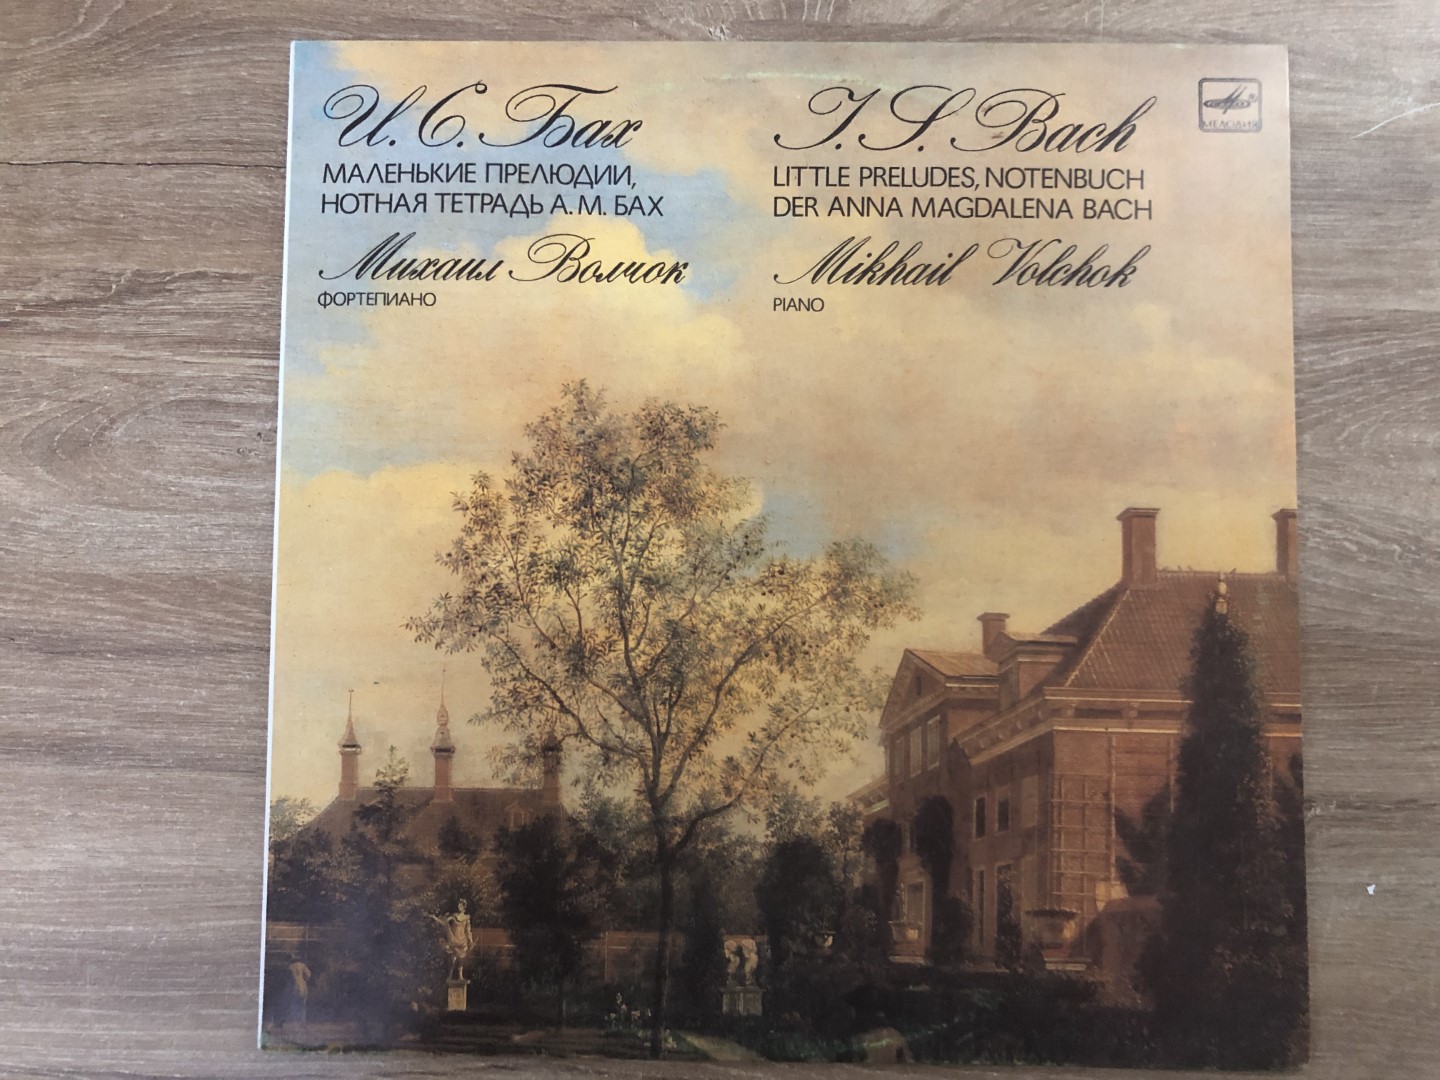 И. С. Бах
МАЛЕНЬКИЕ ПРЕЛЮДИИ,
НОТНАЯ ТЕТРАДЬ А. М. БАХ
Михаил Волчок
ФОРТЕПИАНО
J. S. Bach
LITTLE PRELUDES, NOTENBUCH
DER ANNA MAGDALENA BACH
Mikhail Volchok
PIANO
МЕЛОДИЯ